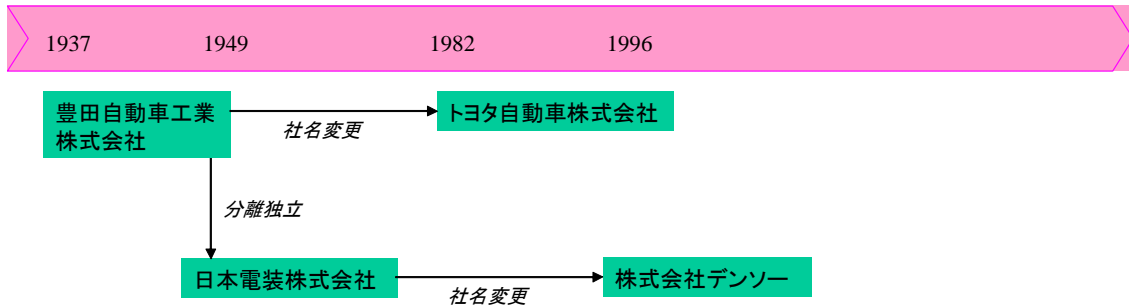 1937 1949 1982 1996
豊田自動車工業
株式会社
社名変更
トヨタ自動車株式会社
分離独立
日本電装株式会社
社名変更
株式会社デンソー